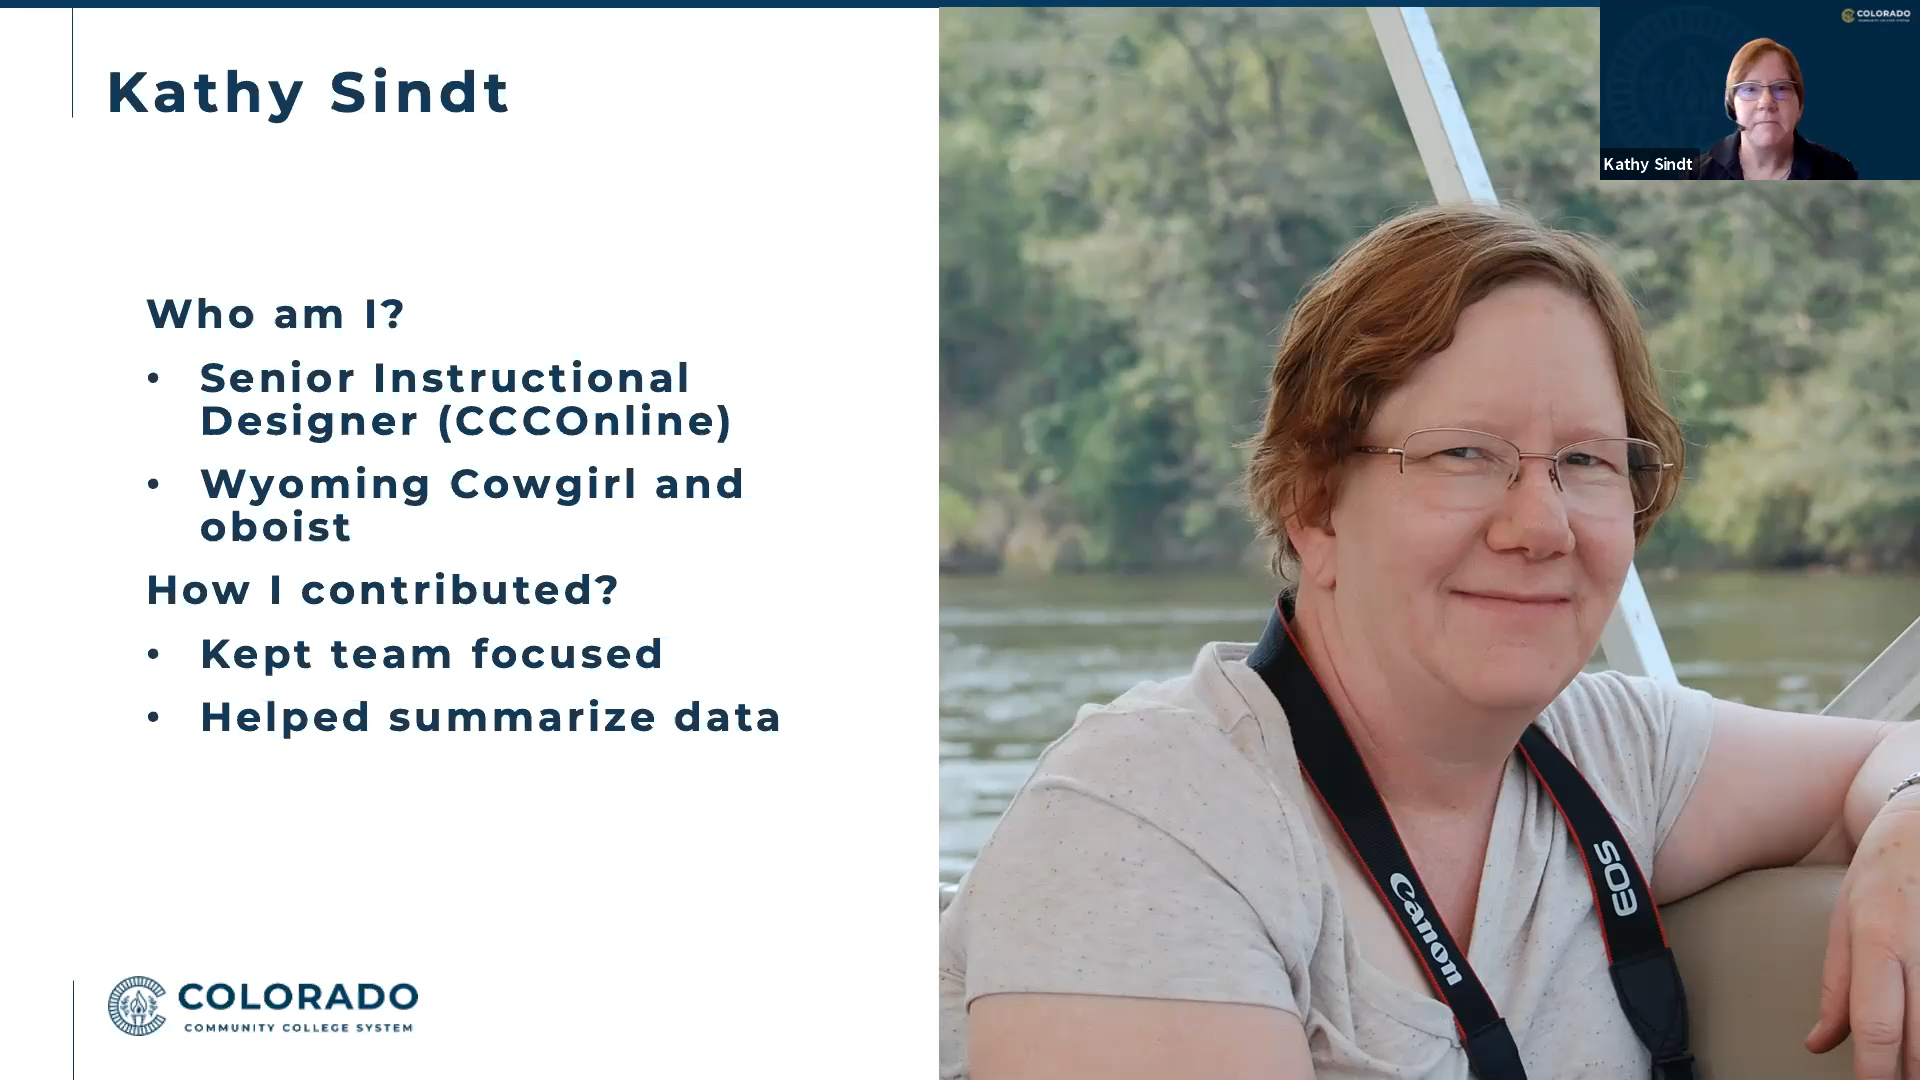 Kathy Sindt
Who am I?
• Senior Instructional
Designer (CCCOnline)
• Wyoming Cowgirl and
oboist
How I contributed?
• Kept team focused
• Helped summarize data
COLORADO
COMMUNITY COLLEGE SYSTEM
COLORADO
Kathy Sindt
Canon
EOS